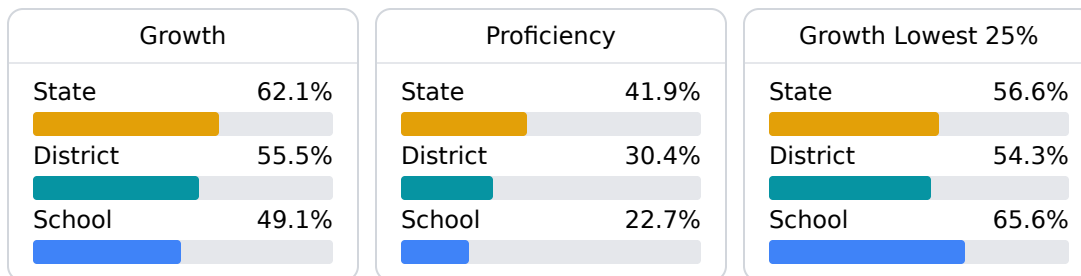 Growth
State 62.1%
District 55.5%
School 49.1%
Proficiency
State 41.9%
District 30.4%
School 22.7%
Growth Lowest 25%
State 56.6%
District 54.3%
School 65.6%